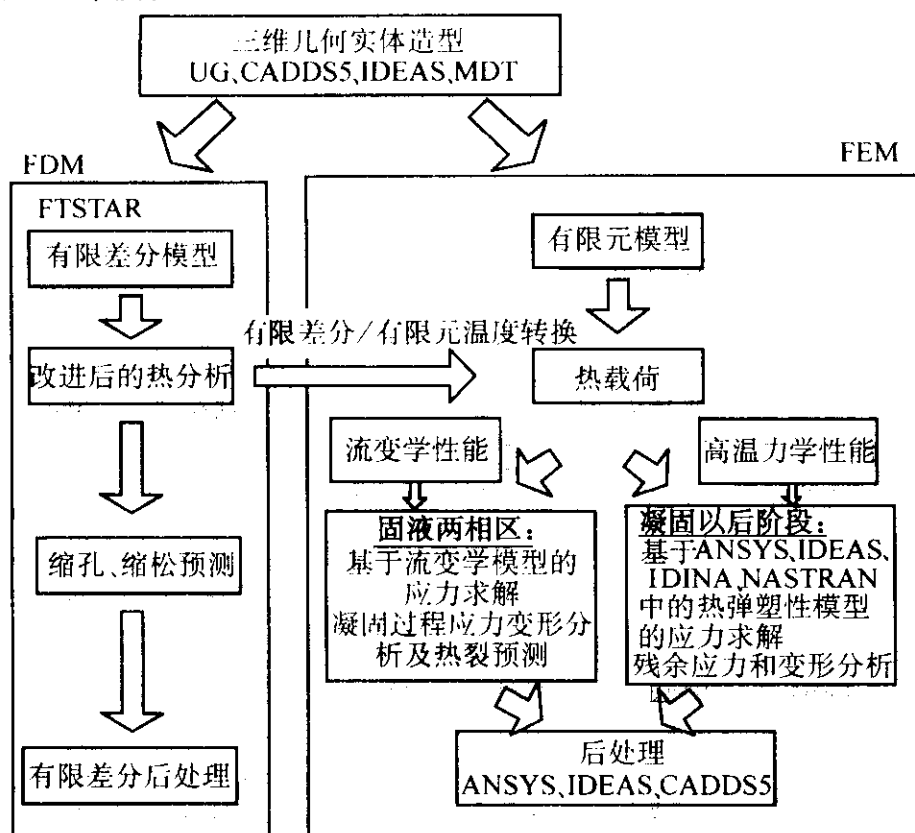 三维几何实体造型
UG、CADDS5、IDEAS、MDT
FDM
FTSTAR
有限差分模型
改进后的热分析
缩孔、缩松预测
有限差分后处理
有限差分/有限元温度转换
FEM
有限元模型
热载荷
流变学性能
高温力学性能
固液两相区：
基于流变学模型的
应力求解
凝固过程应力变形分
析及热裂预测
凝固以后阶段：
基于ANSYS、IDEAS、
IDINA、NASTRAN
中的热弹塑性模型
的应力求解
残余应力和变形分析
后处理
ANSYS、IDEAS、CADDS5